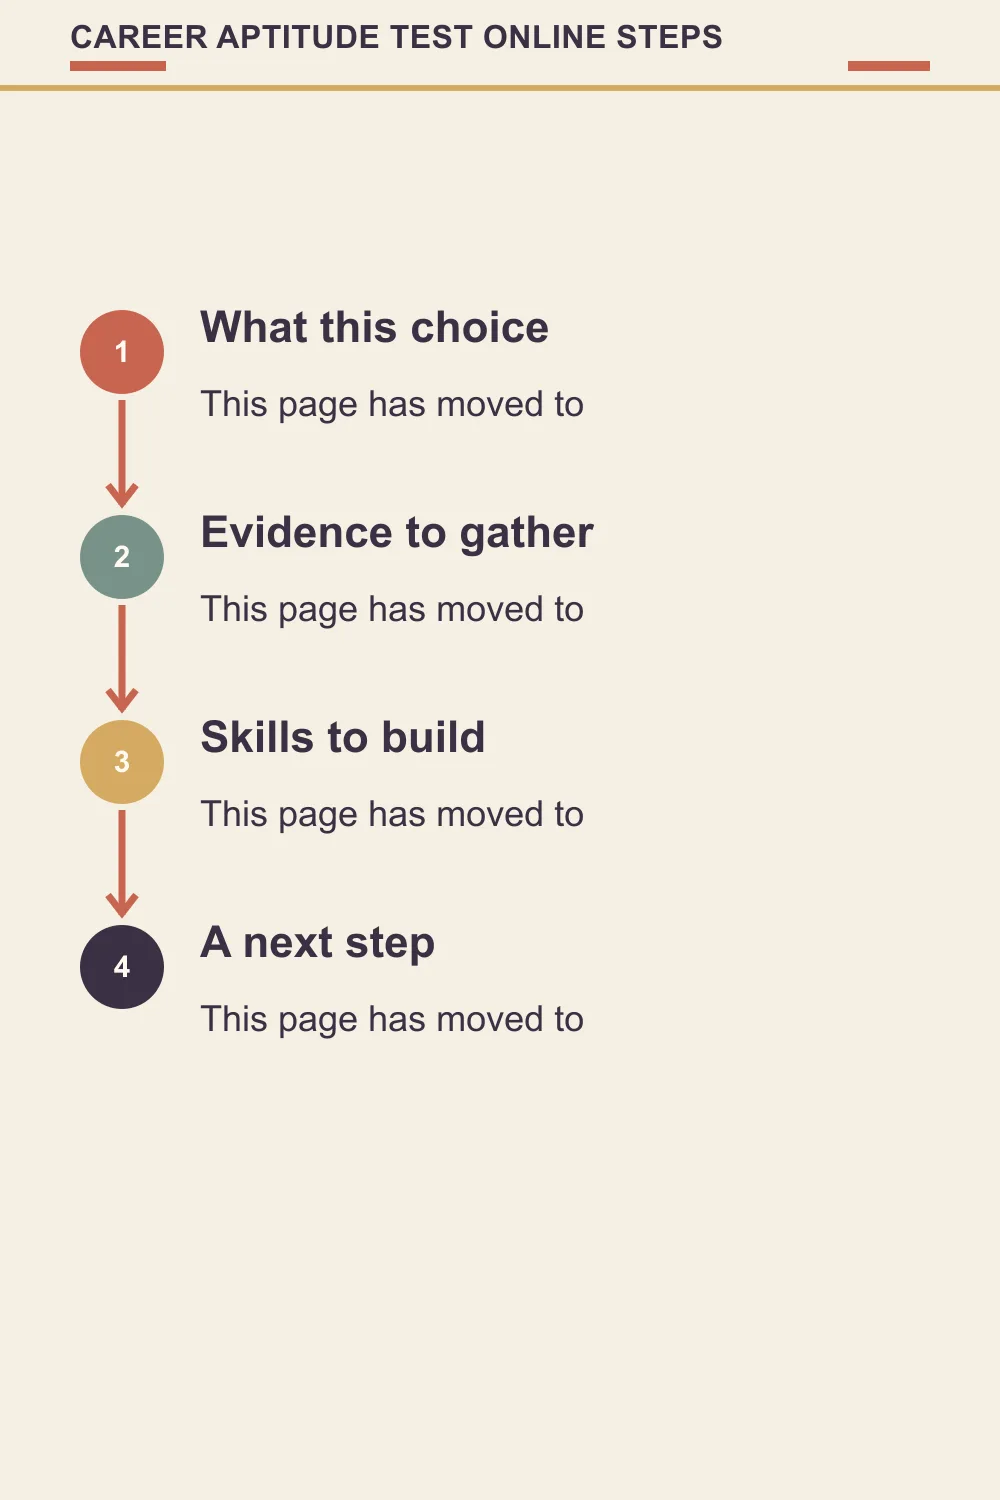 CAREER APTITUDE TEST ONLINE STEPS
1
What this choice
This page has moved to
2
Evidence to gather
This page has moved to
3
Skills to build
This page has moved to
4
A next step
This page has moved to